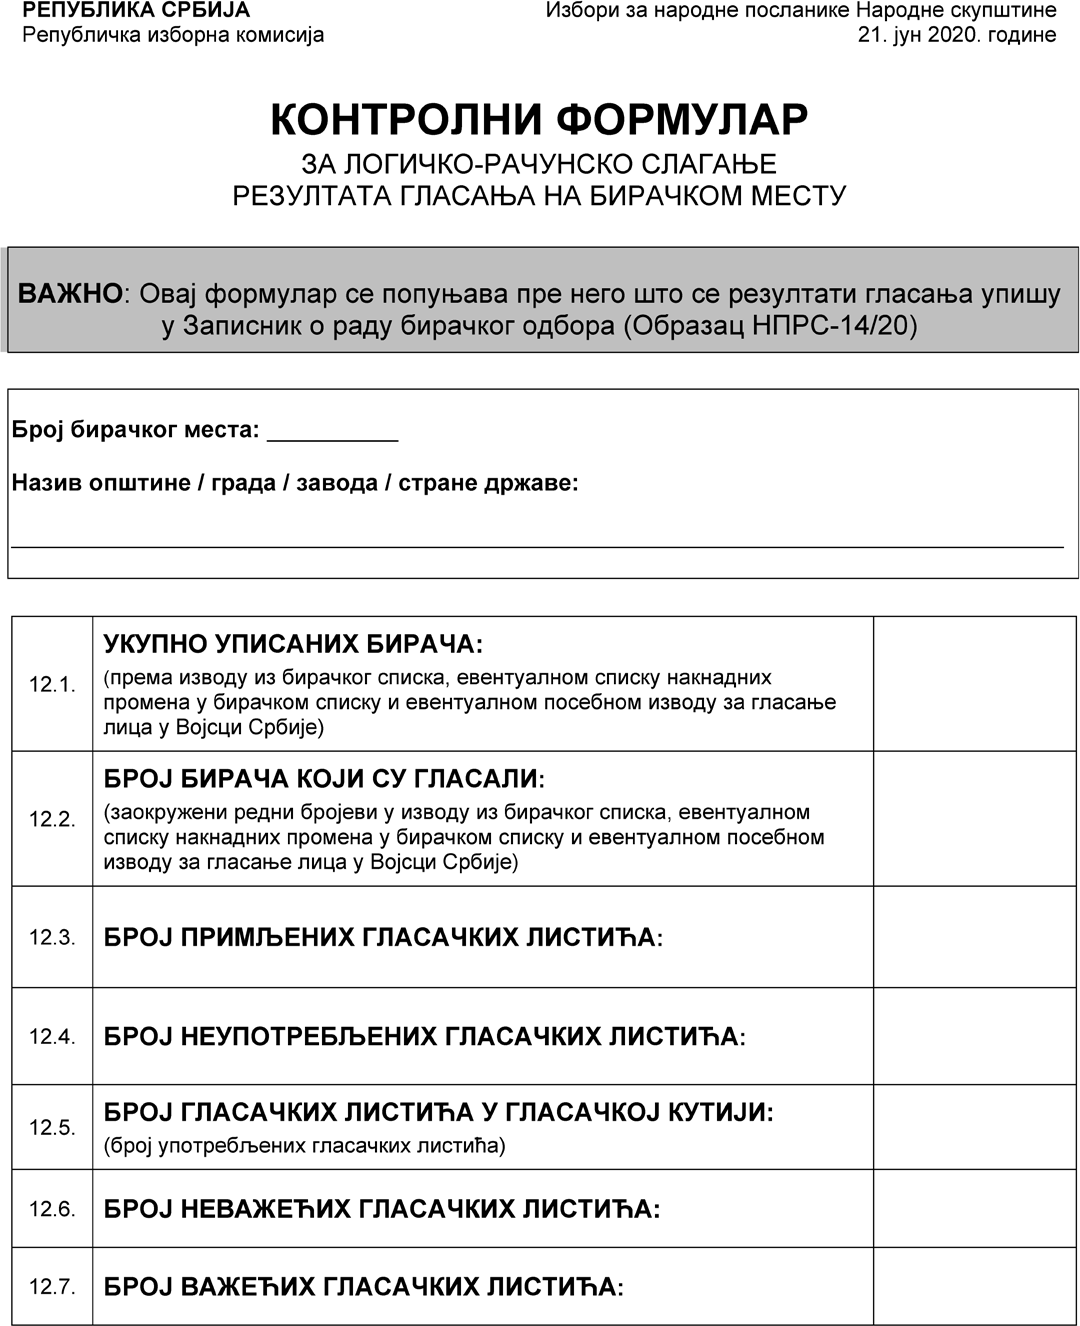 РЕПУБЛИКА СРБИЈА
Избори за народне посланике Народне скупштине
Републичка изборна комисија
21. јун 2020. године
КОНТРОЛНИ ФОРМУЛАР
ЗА ЛОГИЧКО-РАЧУНСКО СЛАГАЊЕ
РЕЗУЛТАТА ГЛАСАЊА НА БИРАЧКОМ МЕСТУ
ВАЖНО: Овај формулар се попуњава пре него што се резултати гласања упишу
у Записник о раду бирачког одбора (Образац НПРС-14/20)
Број бирачког места: __________
Назив општине / града / завода / стране државе:
12.1.
УКУПНО УПИСАНИХ БИРАЧА:
(према изводу из бирачког списка, евентуалном списку накнадних
промена у бирачком списку и евентуалном посебном изводу за гласање
лица у Војсци Србије)
12.2.
БРОЈ БИРАЧА КОЈИ СУ ГЛАСАЛИ:
(заокружени редни бројеви у изводу из бирачког списка, евентуалном
списку накнадних промена у бирачком списку и евентуалном посебном
изводу за гласање лица у Војсци Србије)
12.3.
БРОЈ ПРИМЉЕНИХ ГЛАСАЧКИХ ЛИСТИЋА:
12.4.
БРОЈ НЕУПОТРЕБЉЕНИХ ГЛАСАЧКИХ ЛИСТИЋА:
12.5.
БРОЈ ГЛАСАЧКИХ ЛИСТИЋА У ГЛАСАЧКОЈ КУТИЈИ:
(број употребљених гласачких листића)
12.6.
БРОЈ НЕВАЖЕЋИХ ГЛАСАЧКИХ ЛИСТИЋА:
12.7.
БРОЈ ВАЖЕЋИХ ГЛАСАЧКИХ ЛИСТИЋА: